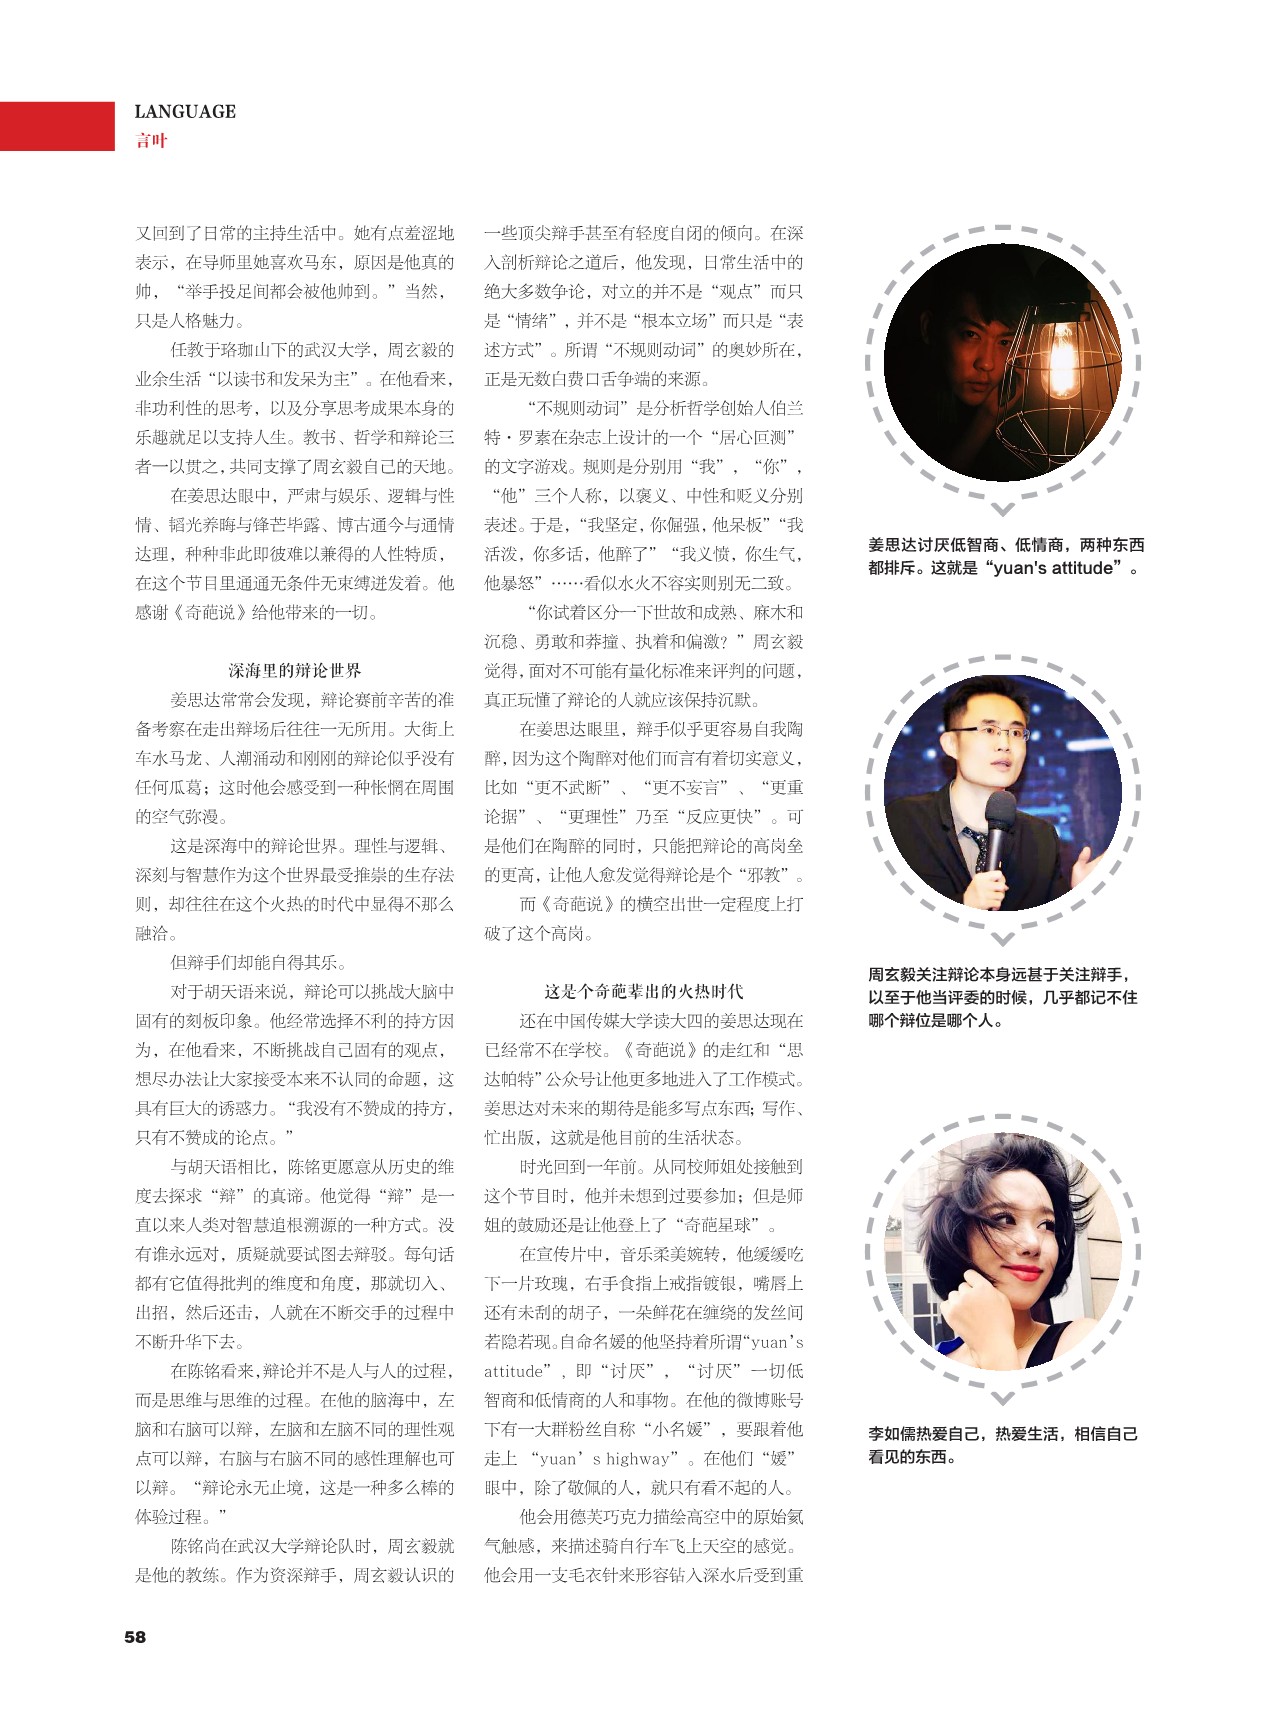 LANGUAGE
言叶
又回到了日常的主持生活中。她有点羞涩地
表示，在导师里她喜欢马东，原因是他真的
帅，“举手投足间都会被他帅到。”当然，
只是人格魅力。
任教于珞珈山下的武汉大学，周玄毅的
业余生活“以读书和发呆为主”。在他看来，
非功利性的思考，以及分享思考成果本身的
乐趣就足以支持人生。教书、哲学和辩论三
者一以贯之，共同支撑了周玄毅自己的天地。
在姜思达眼中，严肃与娱乐、逻辑与性
情、韬光养晦与锋芒毕露、博古通今与通情
达理，种种非此即彼难以兼得的人性特质，
在这个节目里通通无条件无束缚迸发着。他
感谢《奇葩说》给他带来的一切。
深海里的辩论世界
姜思达常常会发现，辩论赛前辛苦的准
备考察在走出辩场后往往一无所用。大街上
车水马龙、人潮涌动和刚刚的辩论似乎没有
任何瓜葛；这时他会感受到一种怅惘在周围
的空气弥漫。
这是深海中的辩论世界。理性与逻辑、
深刻与智慧作为这个世界最受推崇的生存法
则，却往往在这个火热的时代中显得不那么
融洽。
但辩手们却能自得其乐。
对于胡天语来说，辩论可以挑战大脑中
固有的刻板印象。他经常选择不利的持方因
为，在他看来，不断挑战自己固有的观点，
想尽办法让大家接受本来不认同的命题，这
具有巨大的诱惑力。“我没有不赞成的持方，
只有不赞成的论点。”
与胡天语相比，陈铭更愿意从历史的维
度去探求“辩”的真谛。他觉得“辩”是一
直以来人类对智慧追根溯源的一种方式。没
有谁永远对，质疑就要试图去辩驳。每句话
都有它值得批判的维度和角度，那就切入、
出招，然后还击，人就在不断交手的过程中
不断升华下去。
在陈铭看来，辩论并不是人与人的过程，
而是思维与思维的过程。在他的脑海中，左
脑和右脑可以辩，左脑和左脑不同的理性观
点可以辩，右脑与右脑不同的感性理解也可
以辩。“辩论永无止境，这是一种多么棒的
体验过程。”
陈铭尚在武汉大学辩论队时，周玄毅就
是他的教练。作为资深辩手，周玄毅认识的
一些顶尖辩手甚至有轻度自闭的倾向。在深
入剖析辩论之道后，他发现，日常生活中的
绝大多数争论，对立的并不是“观点”而只
是“情绪”，并不是“根本立场”而只是“表
述方式”。所谓“不规则动词”的奥妙所在，
正是无数白费口舌争端的来源。
“不规则动词”是分析哲学创始人伯兰
特·罗素在杂志上设计的一个“居心叵测”
的文字游戏。规则是分别用“我”，“你”，
“他”三个人称，以褒义、中性和贬义分别
表述。于是，“我坚定，你倔强，他呆板”“我
活泼，你多话，他醉了”“我义愤，你生气，
他暴怒”……看似水火不容实则别无二致。
“你试着区分一下世故和成熟、麻木和
沉稳、勇敢和莽撞、执着和偏激？”周玄毅
觉得，面对不可能有量化标准来评判的问题，
真正玩懂了辩论的人就应该保持沉默。
在姜思达眼里，辩手似乎更容易自我陶
醉，因为这个陶醉对他们而言有着切实意义，
比如“更不武断”、“更不妄言”、“更重
论据”、“更理性”乃至“反应更快”。可
是他们在陶醉的同时，只能把辩论的高岗垒
的更高，让他人愈发觉得辩论是个“邪教”。
而《奇葩说》的横空出世一定程度上打
破了这个高岗。
这是个奇葩辈出的火热时代
还在中国传媒大学读大四的姜思达现在
已经常不在学校。《奇葩说》的走红和“思
达帕特”公众号让他更多地进入了工作模式。
姜思达对未来的期待是能多写点东西；写作、
忙出版，这就是他目前的生活状态。
时光回到一年前。从同校师姐处接触到
这个节目时，他并未想到过要参加；但是师
姐的鼓励还是让他登上了“奇葩星球”。
在宣传片中，音乐柔美婉转，他缓缓吃
下一片玫瑰，右手食指上戒指镀银，嘴唇上
还有未刮的胡子，一朵鲜花在缠绕的发丝间
若隐若现。自命名媛的他坚持着所谓“yuan’s
attitude”，即“讨厌”，“讨厌”一切低
智商和低情商的人和事物。在他的微博账号
下有一大群粉丝自称“小名媛”，要跟着他
走上 “yuan’s highway”。在他们“媛”
眼中，除了敬佩的人，就只有看不起的人。
他会用德芙巧克力描绘高空中的原始氦
气触感，来描述骑自行车飞上天空的感觉。
他会用一支毛衣针来形容钻入深水后受到重
姜思达讨厌低智商、低情商，两种东西
都排斥。这就是“yuan's attitude”。
周玄毅关注辩论本身远甚于关注辩手，
以至于他当评委的时候，几乎都记不住
哪个辩位是哪个人。
李如儒热爱自己，热爱生活，相信自己
看见的东西。
58